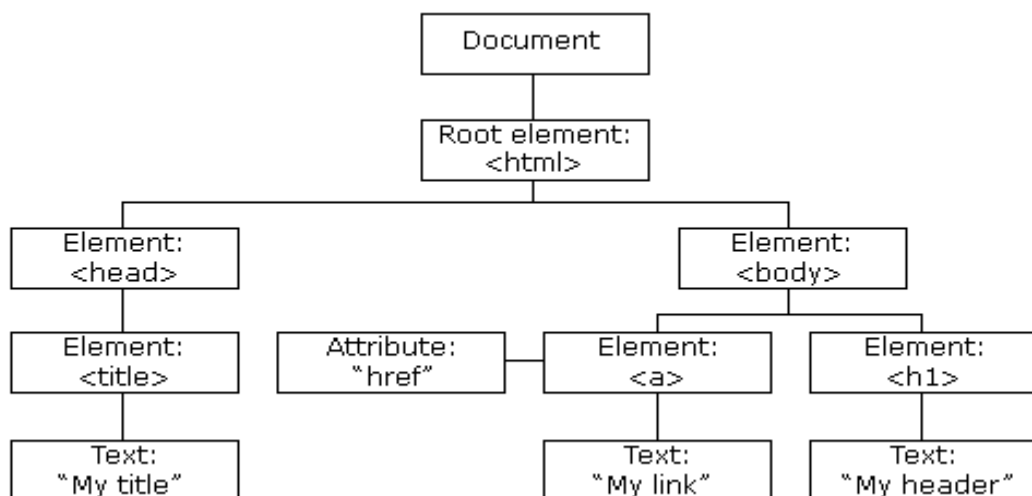 Document
Root element:
<html>
Element:
<head>
Element:
<body>
Element:
<title>
Attribute:
“href”
Element:
<a>
Element:
<h1>
Text:
“My title”
Text:
“My link”
Text:
“My header”